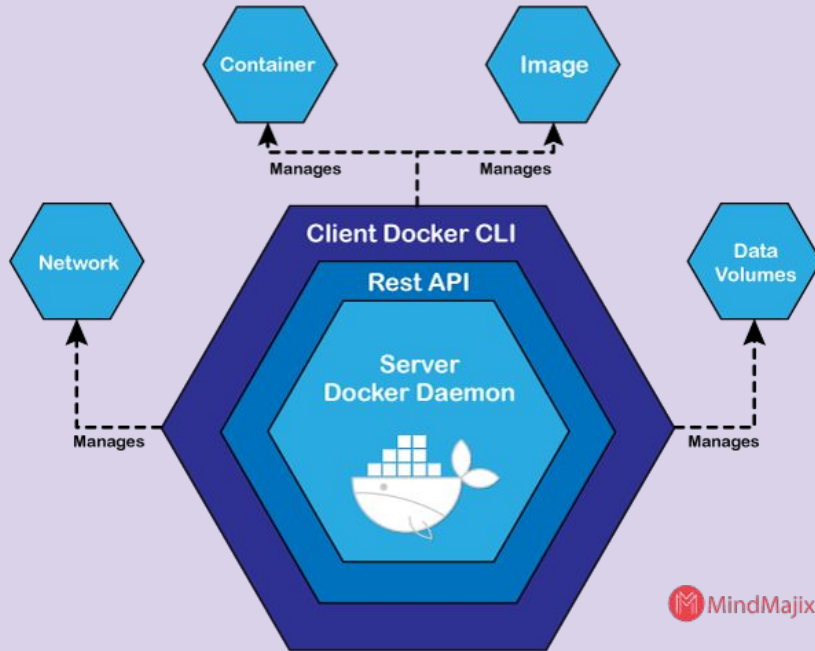 Container
Image
Manages
Manages
Client Docker CLI
Network
Rest API
Data
Volumes
Server
Docker Daemon
Manages
Manages
MindMajix